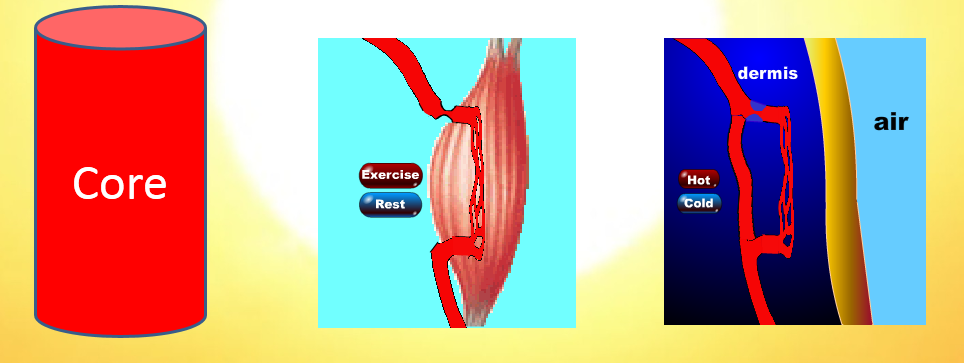 Core
Exercise
Rest
dermis
air
Hot
Cold